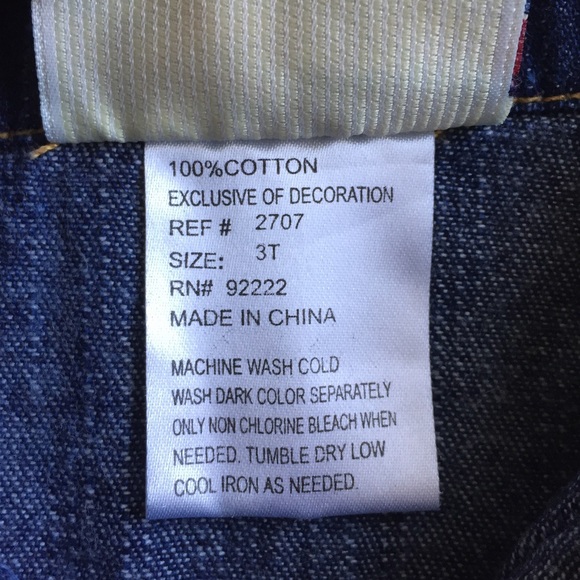 100%COTTON
EXCLUSIVE OF DECORATION
REF # 2707
SIZE: 3T
RN# 92222
MADE IN CHINA
MACHINE WASH COLD
WASH DARK COLOR SEPARATELY
ONLY NON CHLORINE BLEACH WHEN
NEEDED. TUMBLE DRY LOW
COOL IRON AS NEEDED.